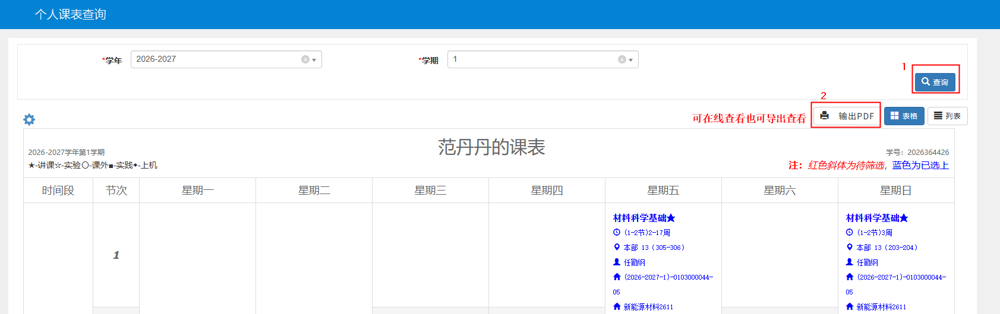 个人课表查询
*学年 2026-2027 *学期 1
1
查询
2
可在线查看也可导出查看 输出PDF 表格 列表
范丹丹的课表
2026-2027学年第1学期 学号：2026364426
★-讲课☆-实验〇-课外■-实践◆-上机 注：红色斜体为待筛选，蓝色为已选上
时间段 节次 星期一 星期二 星期三 星期四 星期五 星期六 星期日
1
材料科学基础★
(1-2节)2-17周
本部 13（305-306）
任勖纲
(2026-2027-1)-0103000044-
05
新能源材料2611
材料科学基础★
(1-2节)3周
本部 13（203-204）
任勖纲
(2026-2027-1)-0103000044-
05
新能源材料2611